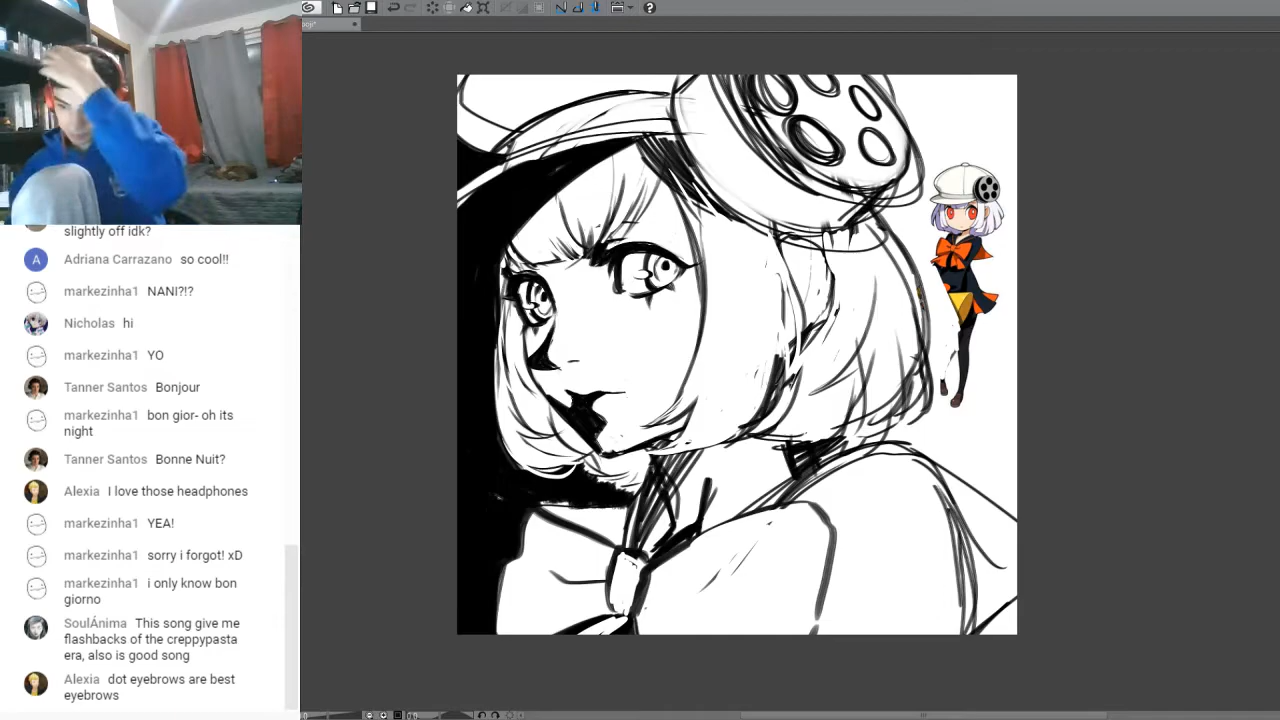 slightly off idk?
A Adriana Carrazano so cool!!
markezinha1 NANI?!?
Nicholas hi
markezinha1 YO
Tanner Santos Bonjour
markezinha1 bon gior- oh its
night
Tanner Santos Bonne Nuit?
Alexia I love those headphones
markezinha1 YEA!
markezinha1 sorry i forgot! xD
markezinha1 i only know bon
giorno
SoulÁnima This song give me
flashbacks of the creppypasta
era, also is good song
Alexia dot eyebrows are best
eyebrows